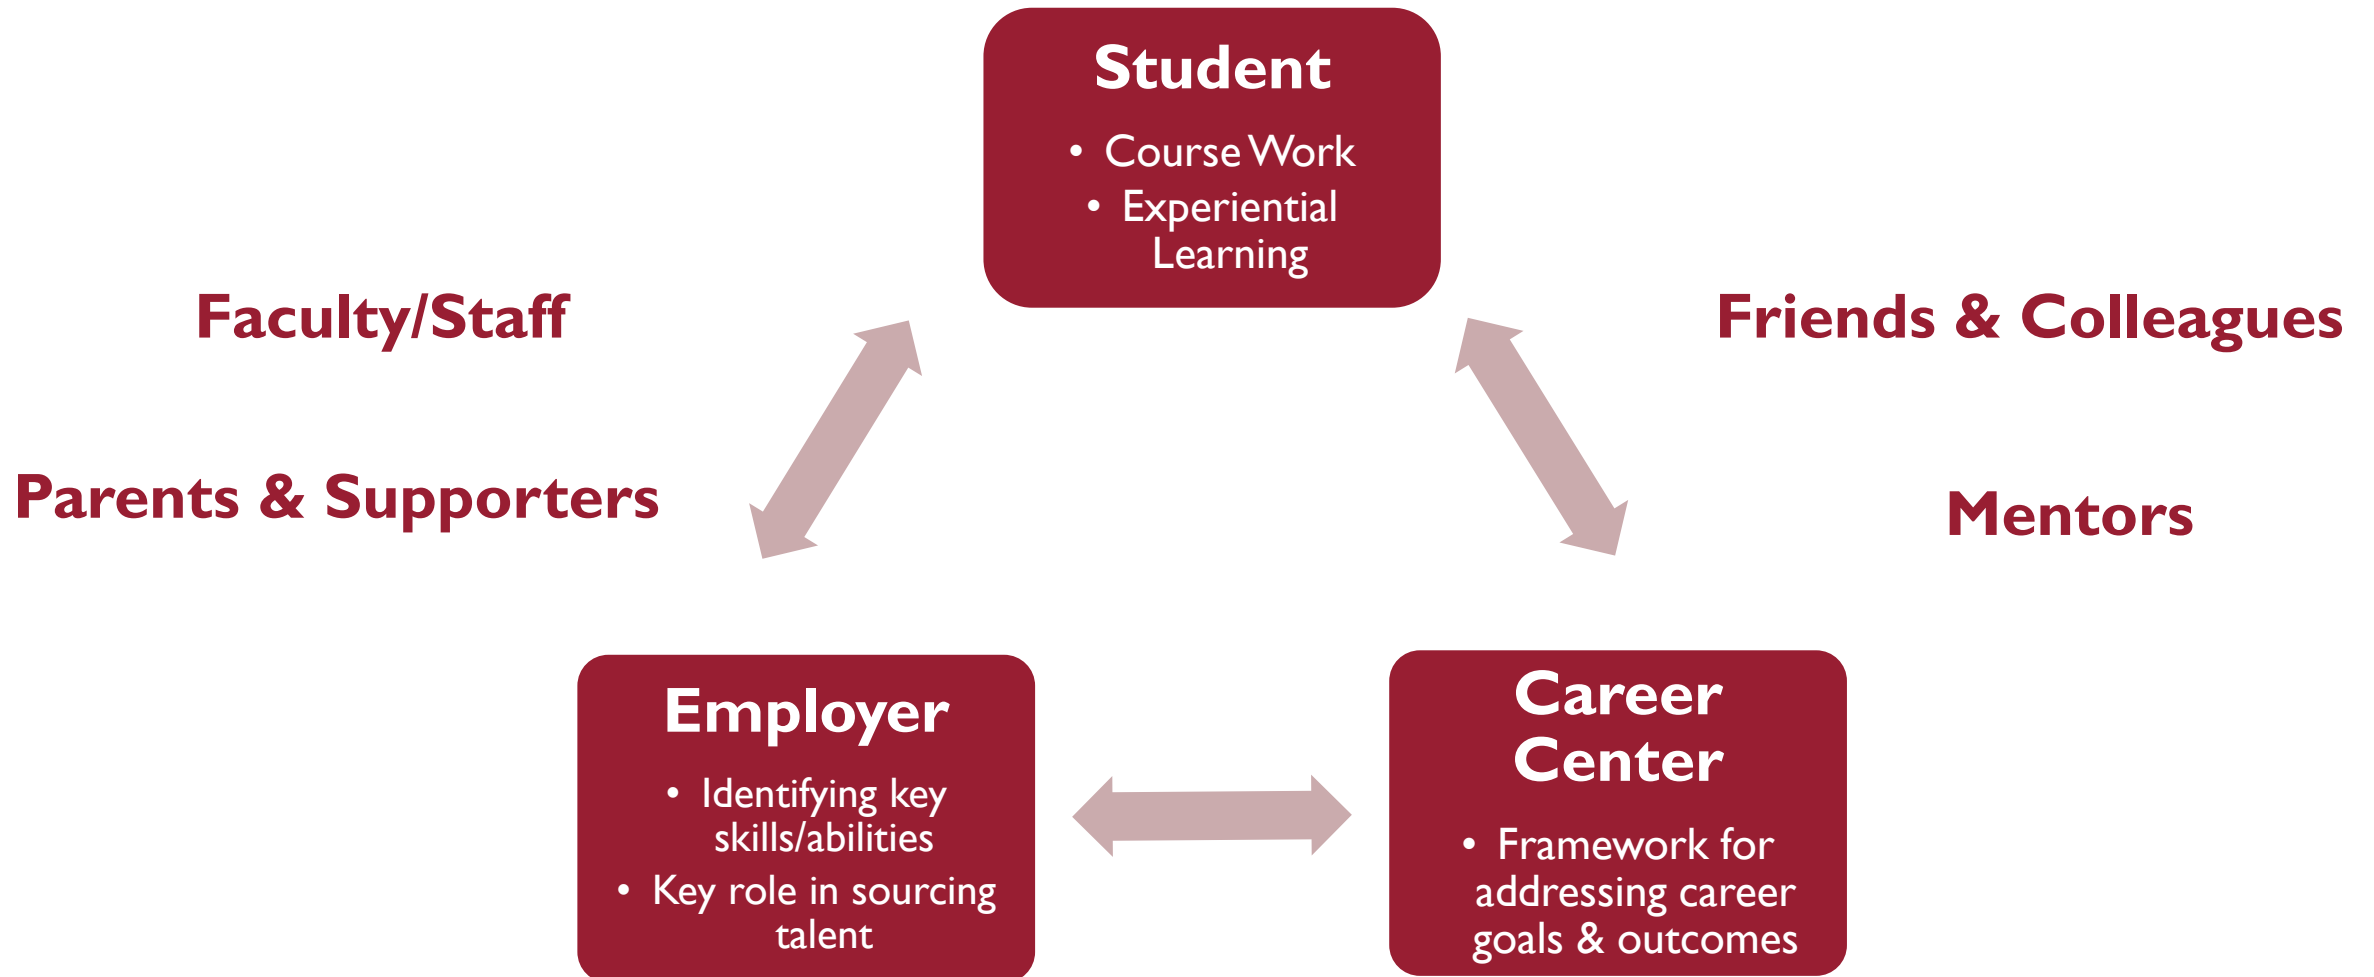 Student
• Course Work
• Experiential
Learning
Faculty/Staff
Friends & Colleagues
Parents & Supporters
Mentors
Employer
• Identifying key
skills/abilities
• Key role in sourcing
talent
Career
Center
• Framework for
addressing career
goals & outcomes